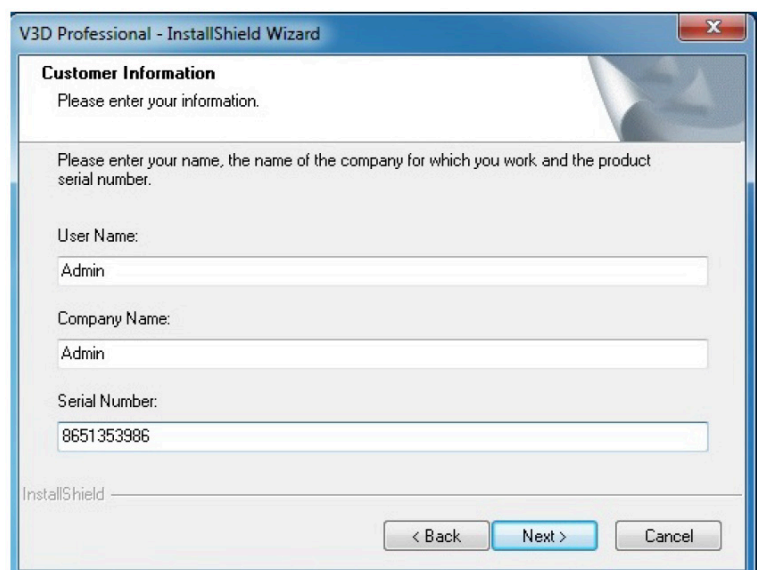 V3D Professional - InstallShield Wizard
Customer Information
Please enter your information.
Please enter your name, the name of the company for which you work and the product
serial number.
User Name:
Admin
Company Name:
Admin
Serial Number:
8651353986
InstallShield
< Back
Next >
Cancel